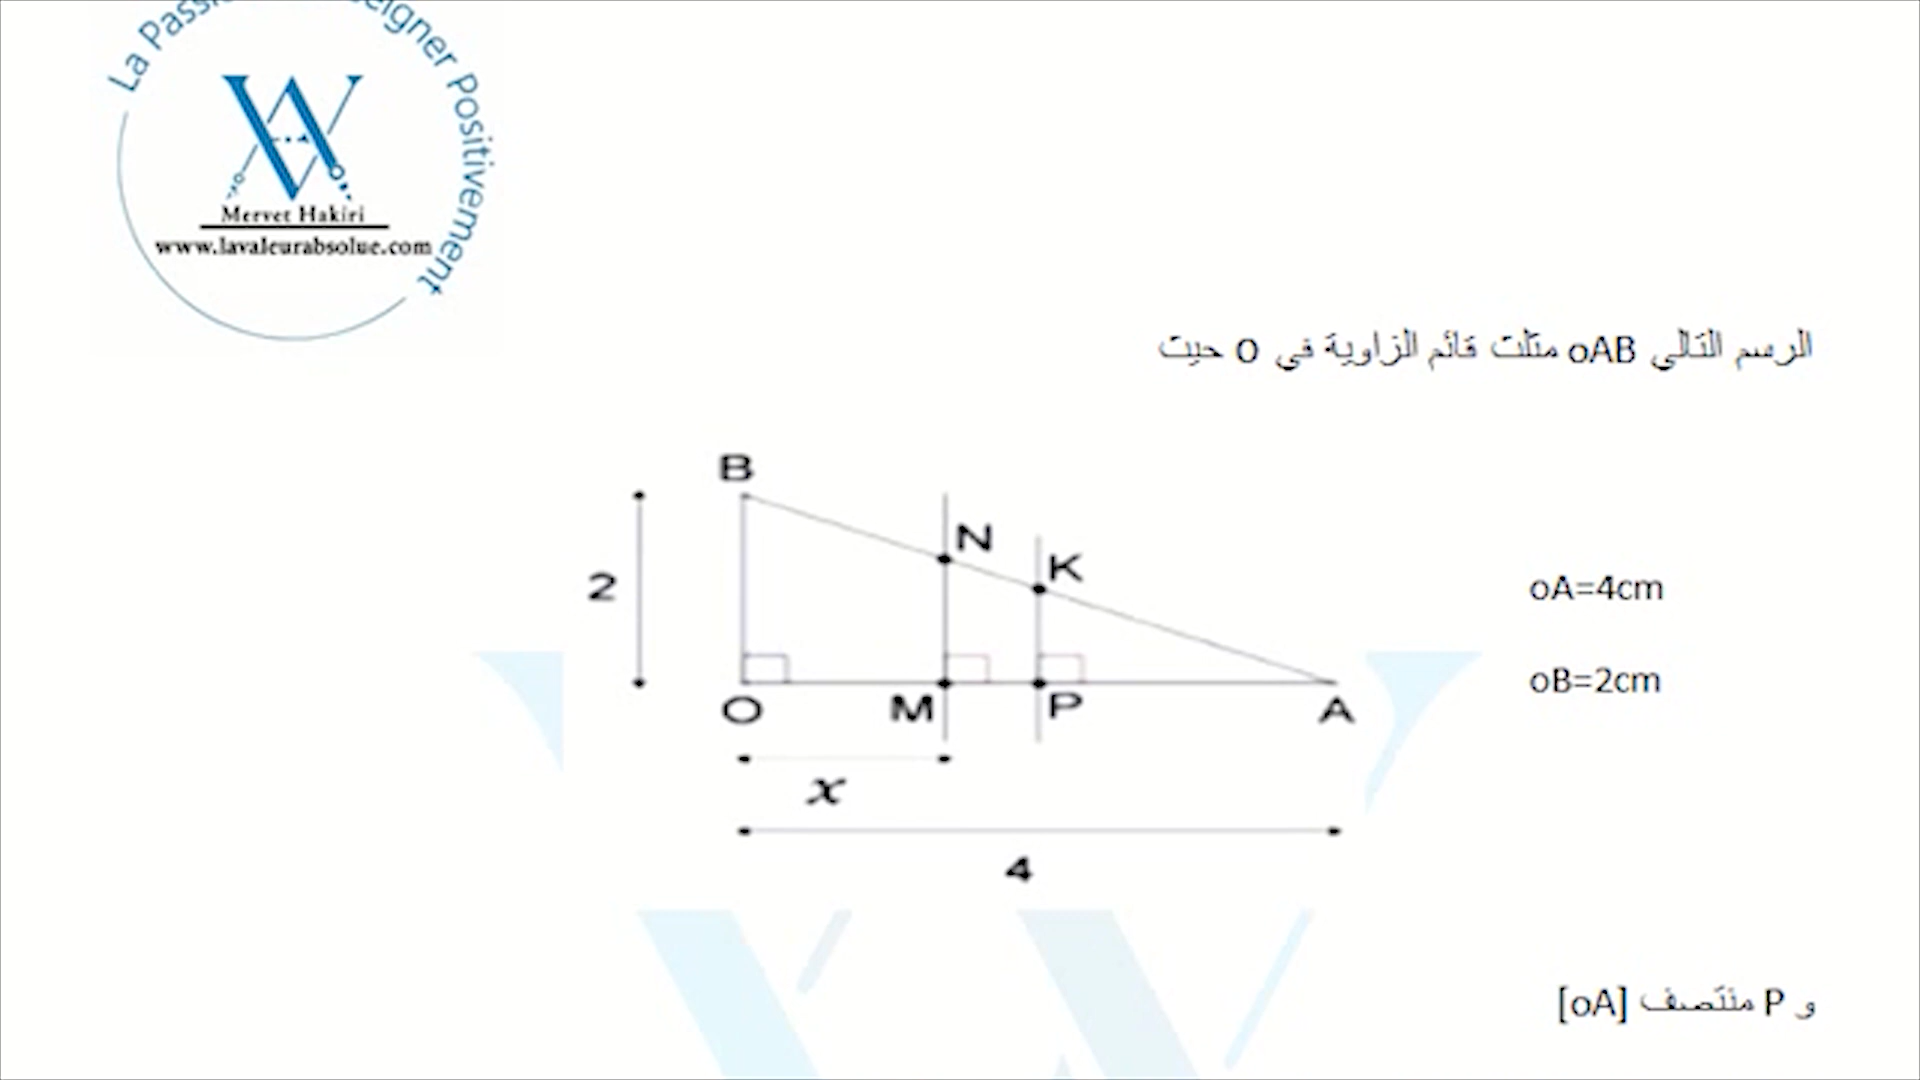 La Passion d'Enseigner Positivement
Mervet Hakiri
www.lavaleurabsolue.com
الرسم التالي oAB مثلث قائم الزاوية في o حيث
B
N
K
2
oA=4cm
oB=2cm
O M P A
x
4
و P منتصف [oA]